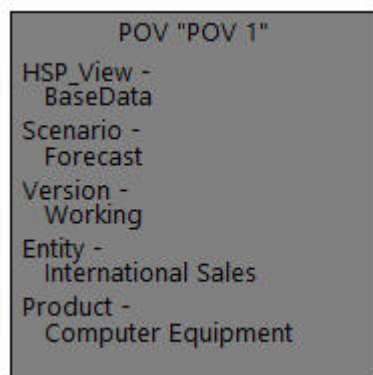 POV "POV 1"
HSP_View -
BaseData
Scenario -
Forecast
Version -
Working
Entity -
International Sales
Product -
Computer Equipment